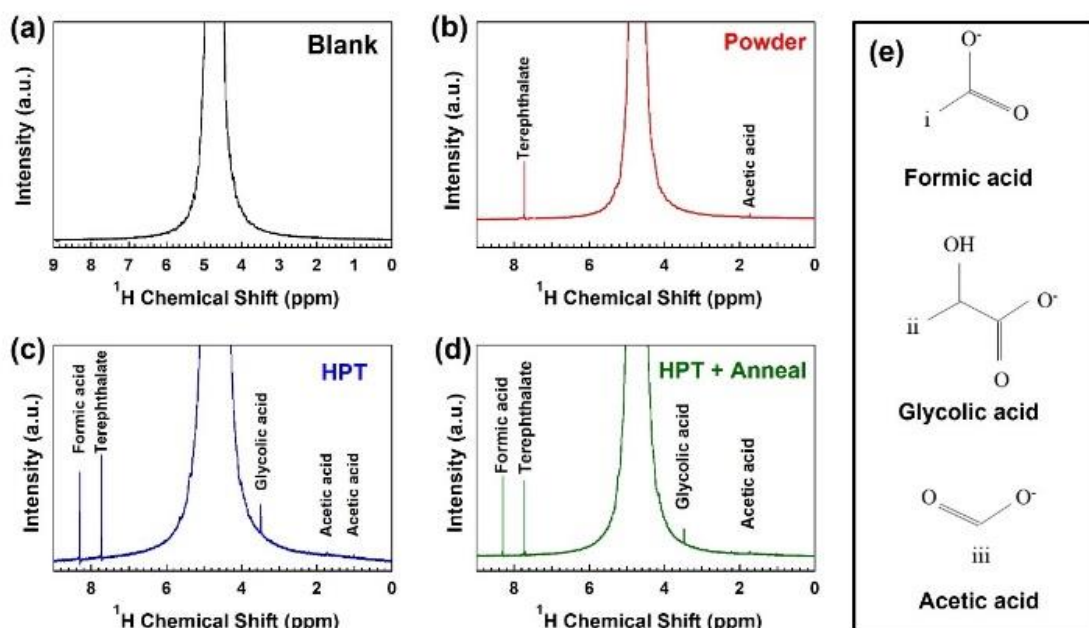 (a)
Blank
Intensity (a.u.)
9 8 7 6 5 4 3 2 1 0
¹H Chemical Shift (ppm)
(b)
Powder
Intensity (a.u.)
Terephthalate
Acetic acid
8 6 4 2 0
¹H Chemical Shift (ppm)
(c)
HPT
Intensity (a.u.)
Formic acid
Terephthalate
Glycolic acid
Acetic acid
Acetic acid
8 6 4 2 0
¹H Chemical Shift (ppm)
(d)
HPT + Anneal
Intensity (a.u.)
Formic acid
Terephthalate
Glycolic acid
Acetic acid
8 6 4 2 0
¹H Chemical Shift (ppm)
(e)
O⁻
i
O
Formic acid
OH
O⁻
ii
O
Glycolic acid
O
O⁻
iii
Acetic acid